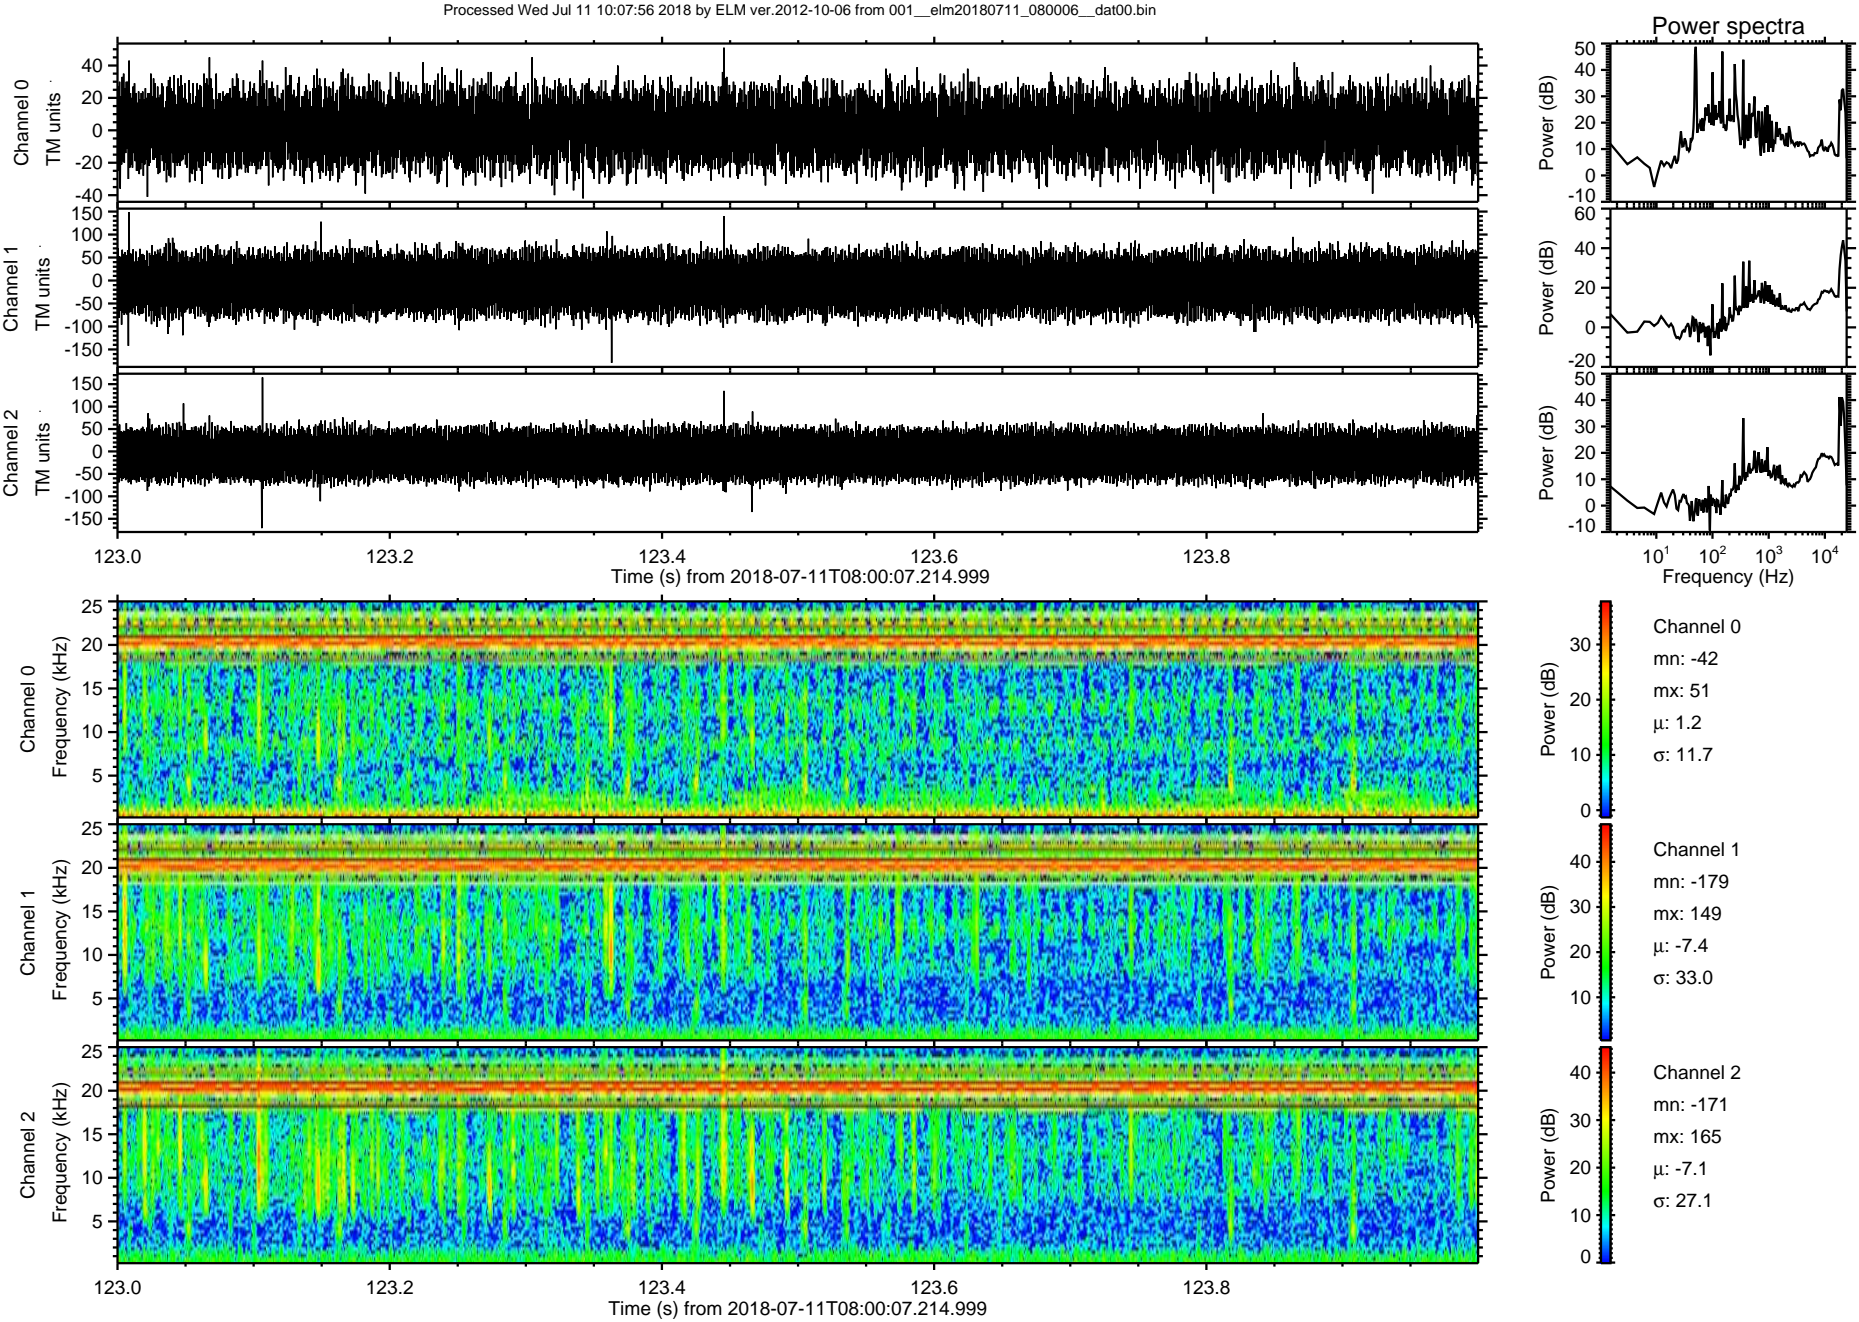 Processed Wed Jul 11 10:07:56 2018 by ELM ver.2012-10-06 from 001__elm20180711_080006__dat00.bin
Power spectra
Channel 0
TM units
40
20
0
-20
-40
Power (dB)
50
40
30
20
10
0
-10
Channel 1
TM units
150
100
50
0
-50
-100
-150
Power (dB)
60
40
20
0
-20
Channel 2
TM units
150
100
50
0
-50
-100
-150
Power (dB)
50
40
30
20
10
0
-10
123.0 123.2 123.4 123.6 123.8
Time (s) from 2018-07-11T08:00:07.214.999
10^1 10^2 10^3 10^4
Frequency (Hz)
Channel 0
Frequency (kHz)
25
20
15
10
5
Power (dB)
30
20
10
0
Channel 0
mn: -42
mx: 51
μ: 1.2
σ: 11.7
Channel 1
Frequency (kHz)
25
20
15
10
5
Power (dB)
40
30
20
10
Channel 1
mn: -179
mx: 149
μ: -7.4
σ: 33.0
Channel 2
Frequency (kHz)
25
20
15
10
5
Power (dB)
40
30
20
10
0
Channel 2
mn: -171
mx: 165
μ: -7.1
σ: 27.1
123.0 123.2 123.4 123.6 123.8
Time (s) from 2018-07-11T08:00:07.214.999